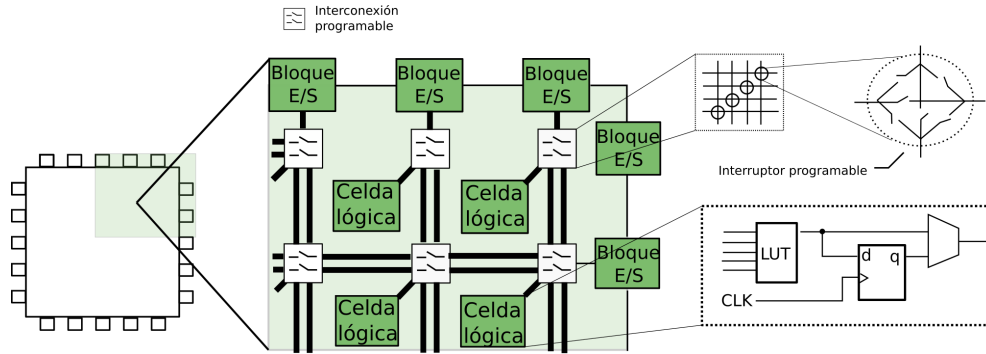 Interconexión
programable
Bloque
E/S
Bloque
E/S
Bloque
E/S
Bloque
E/S
Celda
lógica
Celda
lógica
Interruptor programable
Bloque
E/S
Celda
lógica
Celda
lógica
LUT
d q
CLK